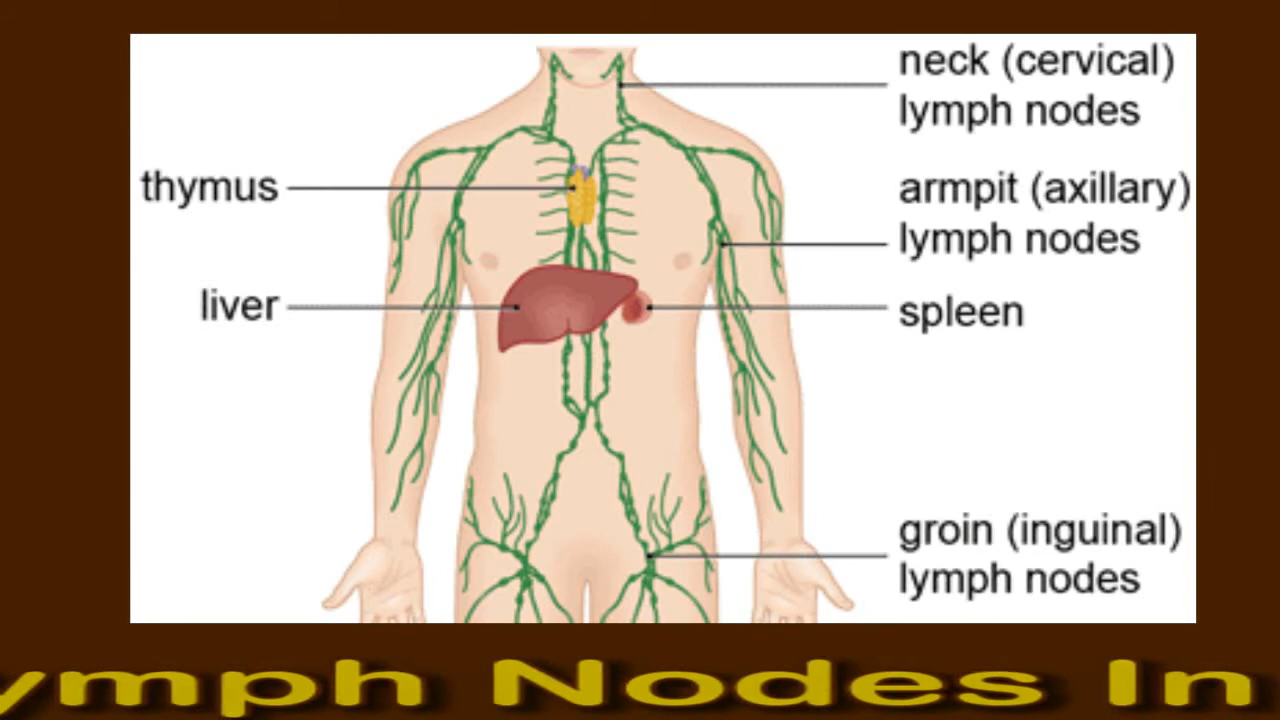 neck (cervical)
lymph nodes
thymus
armpit (axillary)
lymph nodes
liver
spleen
groin (inguinal)
lymph nodes
ymph Nodes In